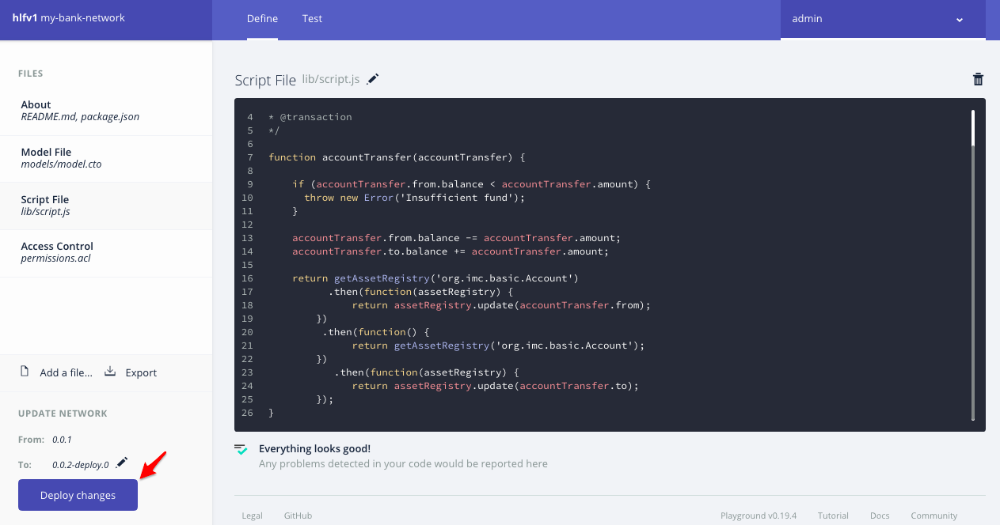 hlfv1 my-bank-network
Define
Test
admin
FILES
About
README.md, package.json
Model File
models/model.cto
Script File
lib/script.js
Access Control
permissions.acl
Add a file...
Export
UPDATE NETWORK
From: 0.0.1
To: 0.0.2-deploy.0
Deploy changes
Script File lib/script.js
4 * @transaction
5 */
6
7 function accountTransfer(accountTransfer) {
8
9 if (accountTransfer.from.balance < accountTransfer.amount) {
10 throw new Error('Insufficient fund');
11 }
12
13 accountTransfer.from.balance -= accountTransfer.amount;
14 accountTransfer.to.balance += accountTransfer.amount;
15
16 return getAssetRegistry('org.imc.basic.Account')
17 .then(function(assetRegistry) {
18 return assetRegistry.update(accountTransfer.from);
19 })
20 .then(function() {
21 return getAssetRegistry('org.imc.basic.Account');
22 })
23 .then(function(assetRegistry) {
24 return assetRegistry.update(accountTransfer.to);
25 });
26 }
Everything looks good!
Any problems detected in your code would be reported here
Legal
GitHub
Playground v0.19.4
Tutorial
Docs
Community